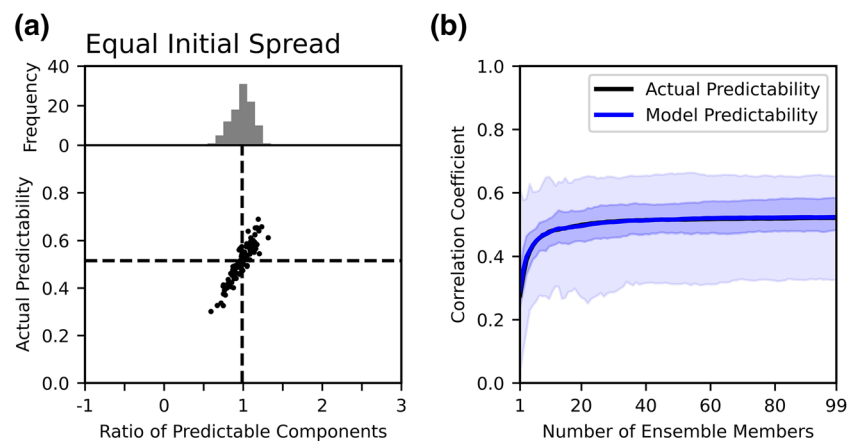 (a)
Equal Initial Spread
Frequency
40
20
0
Actual Predictability
0.8
0.6
0.4
0.2
0.0
-1 0 1 2 3
Ratio of Predictable Components
(b)
Correlation Coefficient
1.0
0.8
0.6
0.4
0.2
0.0
Actual Predictability
Model Predictability
1 20 40 60 80 99
Number of Ensemble Members